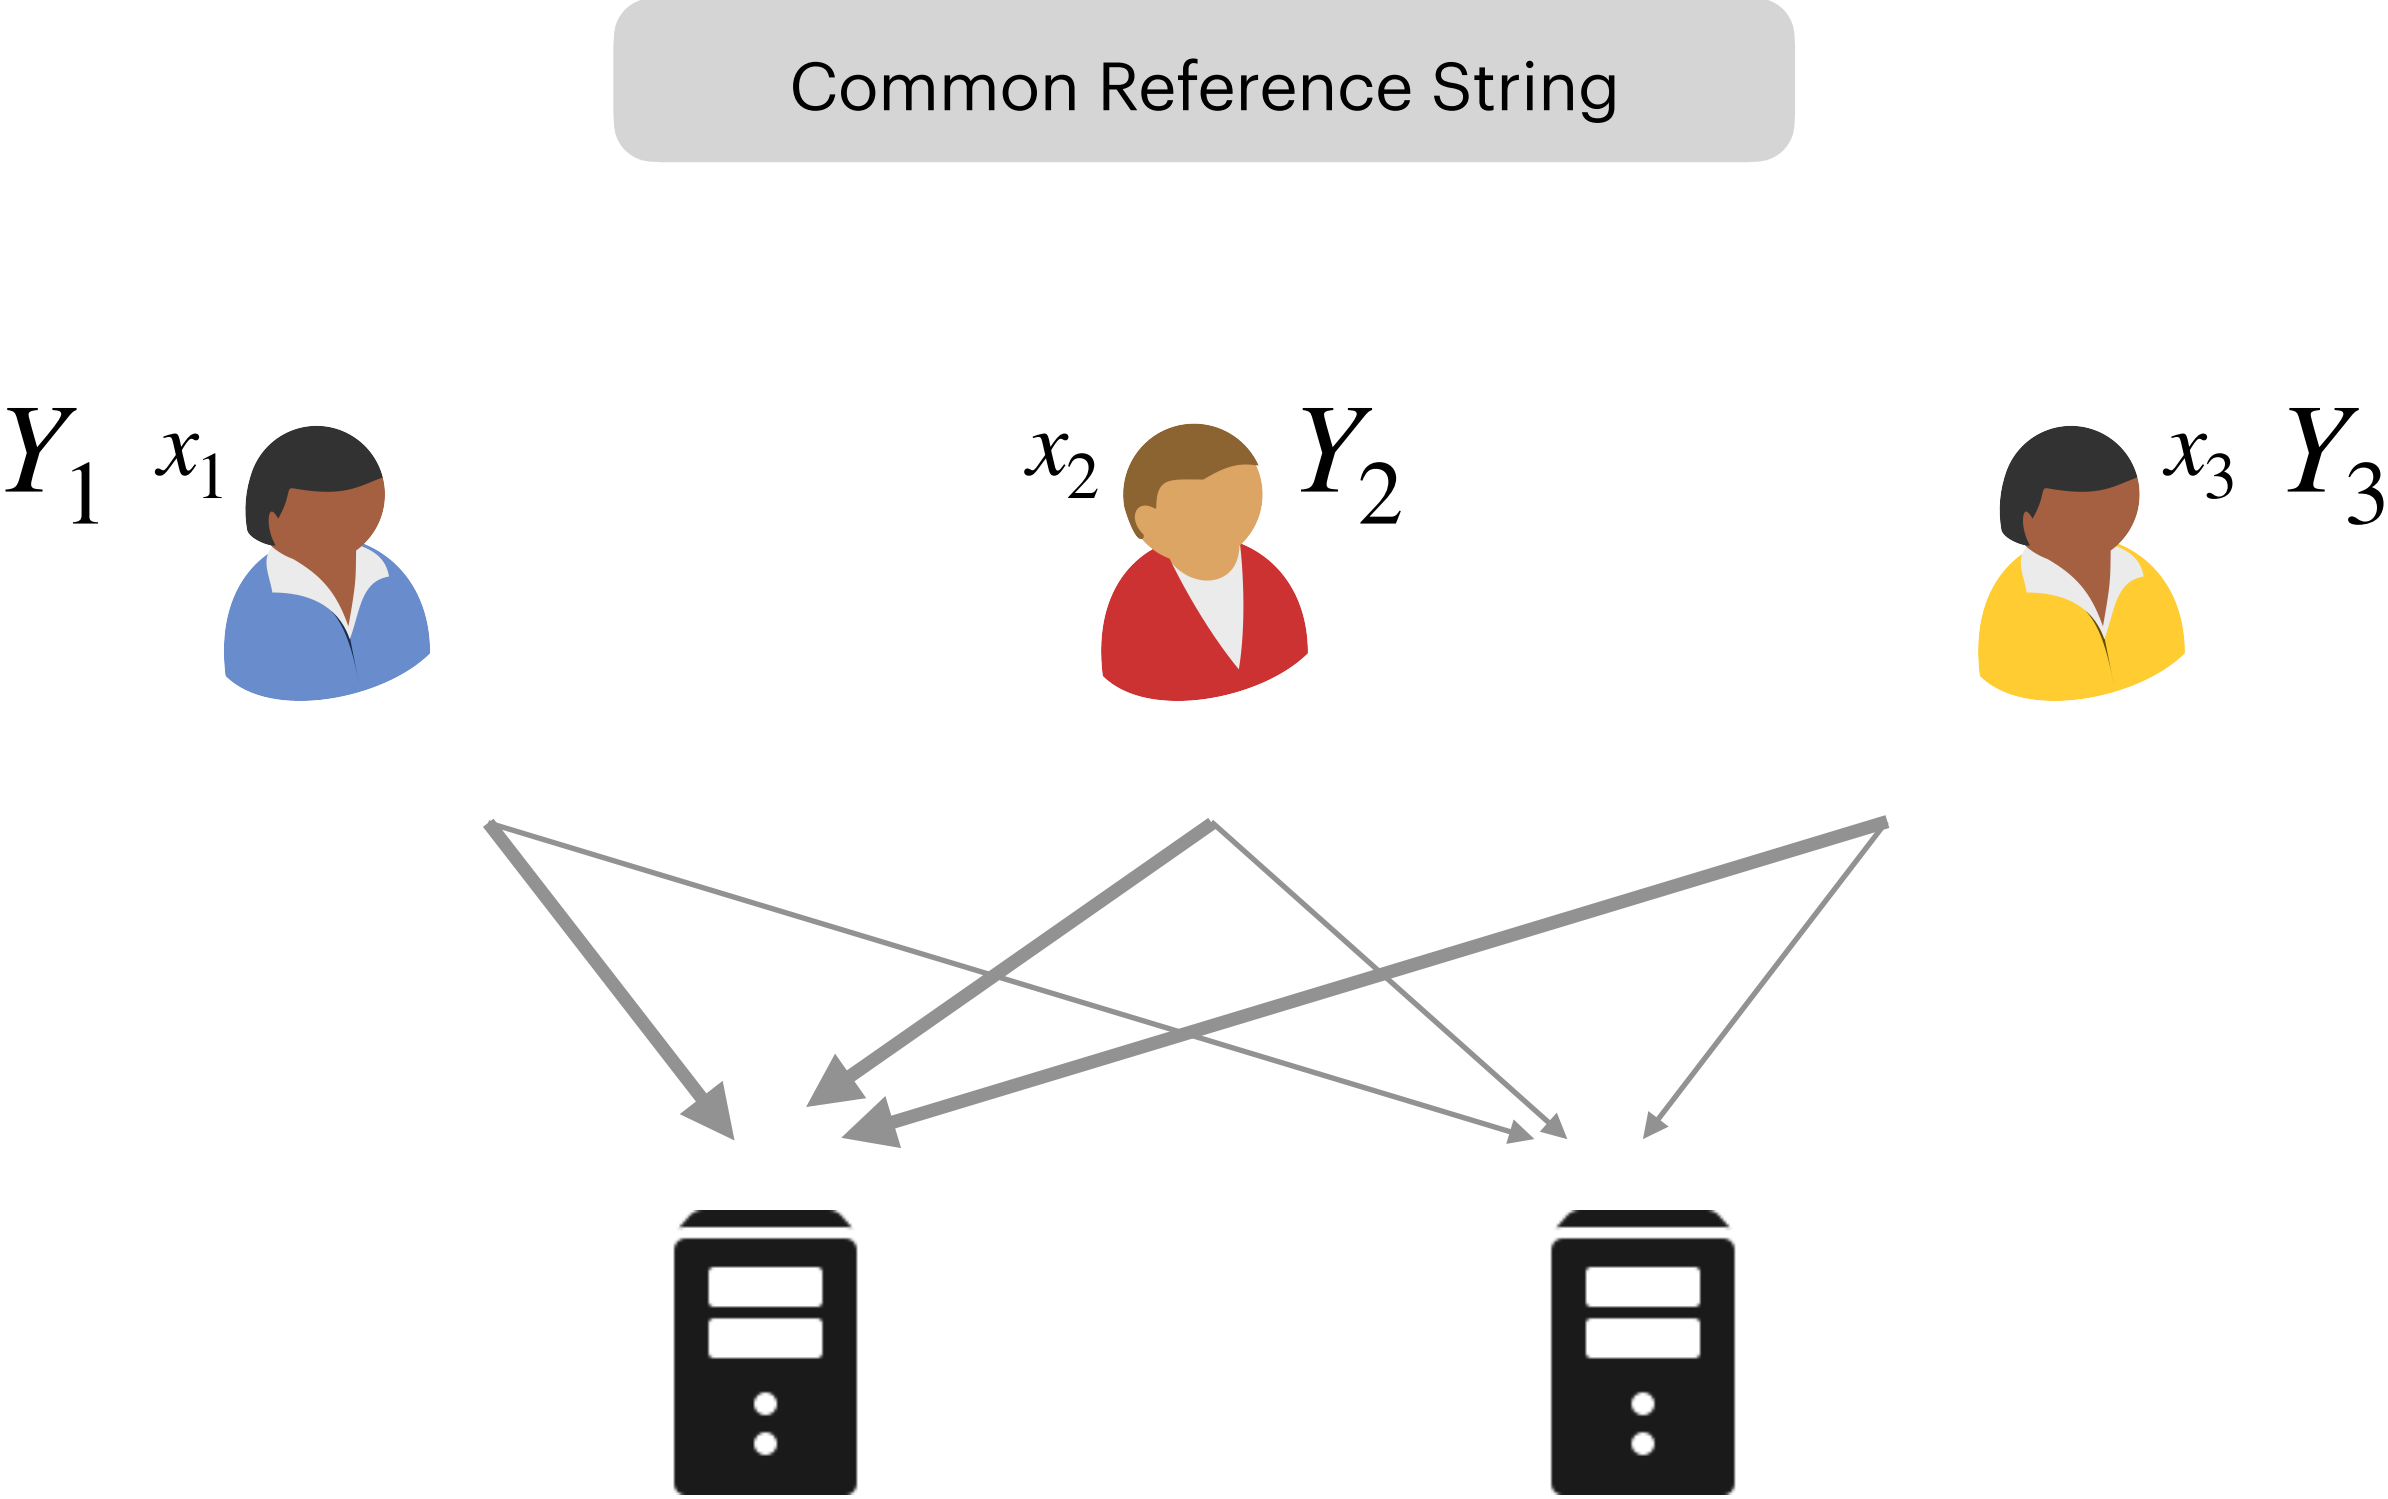 Common Reference String
Y₁ x₁ x₂ Y₂ x₃ Y₃